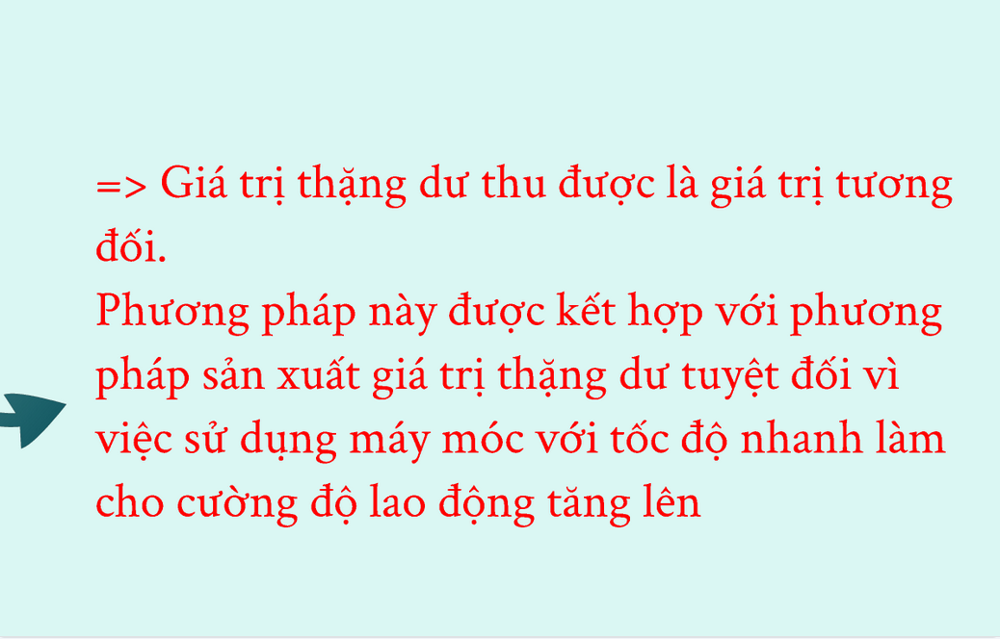 => Giá trị thặng dư thu được là giá trị tương
đối.
Phương pháp này được kết hợp với phương
pháp sản xuất giá trị thặng dư tuyệt đối vì
việc sử dụng máy móc với tốc độ nhanh làm
cho cường độ lao động tăng lên